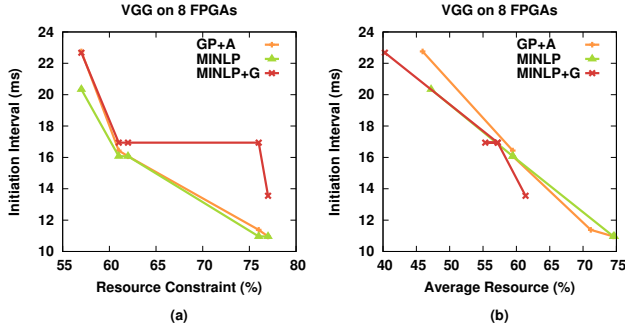 VGG on 8 FPGAs
GP+A
MINLP
MINLP+G
Initiation Interval (ms)
24
22
20
18
16
14
12
10
55 60 65 70 75 80
Resource Constraint (%)
(a)
VGG on 8 FPGAs
GP+A
MINLP
MINLP+G
Initiation Interval (ms)
24
22
20
18
16
14
12
10
40 45 50 55 60 65 70 75
Average Resource (%)
(b)